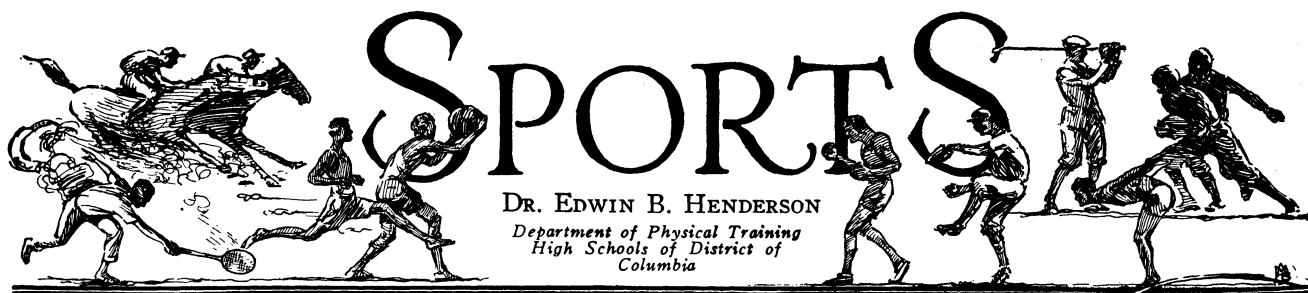 SPORTS
DR. EDWIN B. HENDERSON
Department of Physical Training
High Schools of District of
Columbia